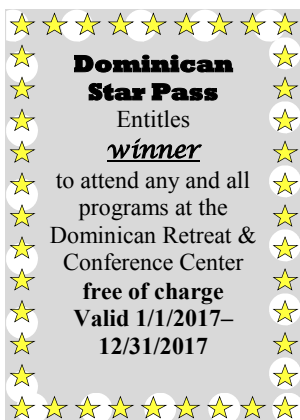 Dominican
Star Pass
Entitles
winner
to attend any and all
programs at the
Dominican Retreat &
Conference Center
free of charge
Valid 1/1/2017–
12/31/2017